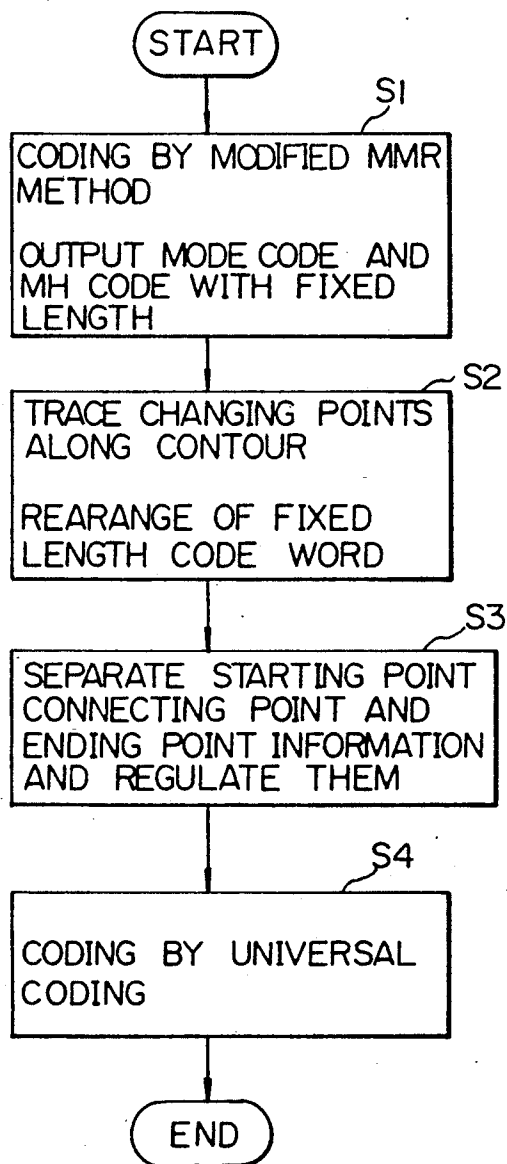 START
S1
CODING BY MODIFIED MMR
METHOD
OUTPUT MODE CODE AND
MH CODE WITH FIXED
LENGTH
S2
TRACE CHANGING POINTS
ALONG CONTOUR
REARANGE OF FIXED
LENGTH CODE WORD
S3
SEPARATE STARTING POINT
CONNECTING POINT AND
ENDING POINT INFORMATION
AND REGULATE THEM
S4
CODING BY UNIVERSAL
CODING
END